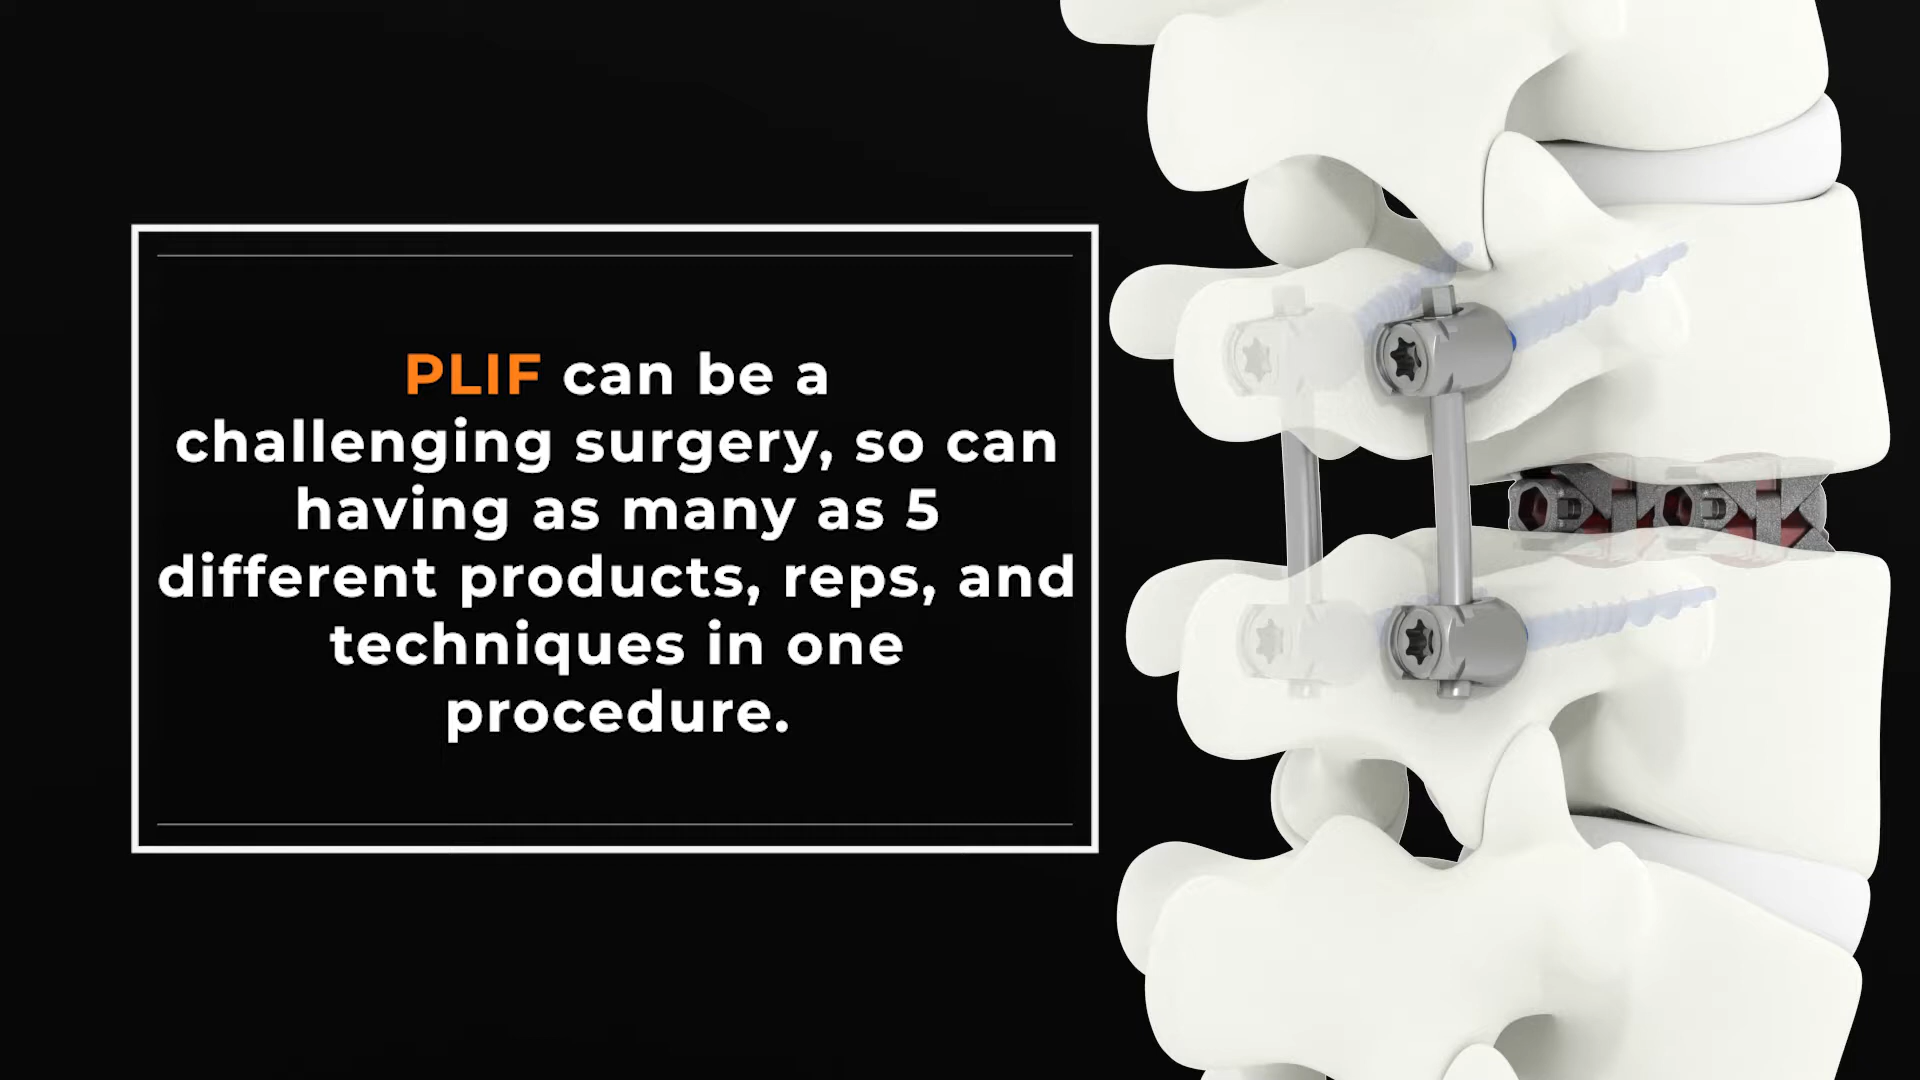 PLIF can be a
challenging surgery, so can
having as many as 5
different products, reps, and
techniques in one
procedure.